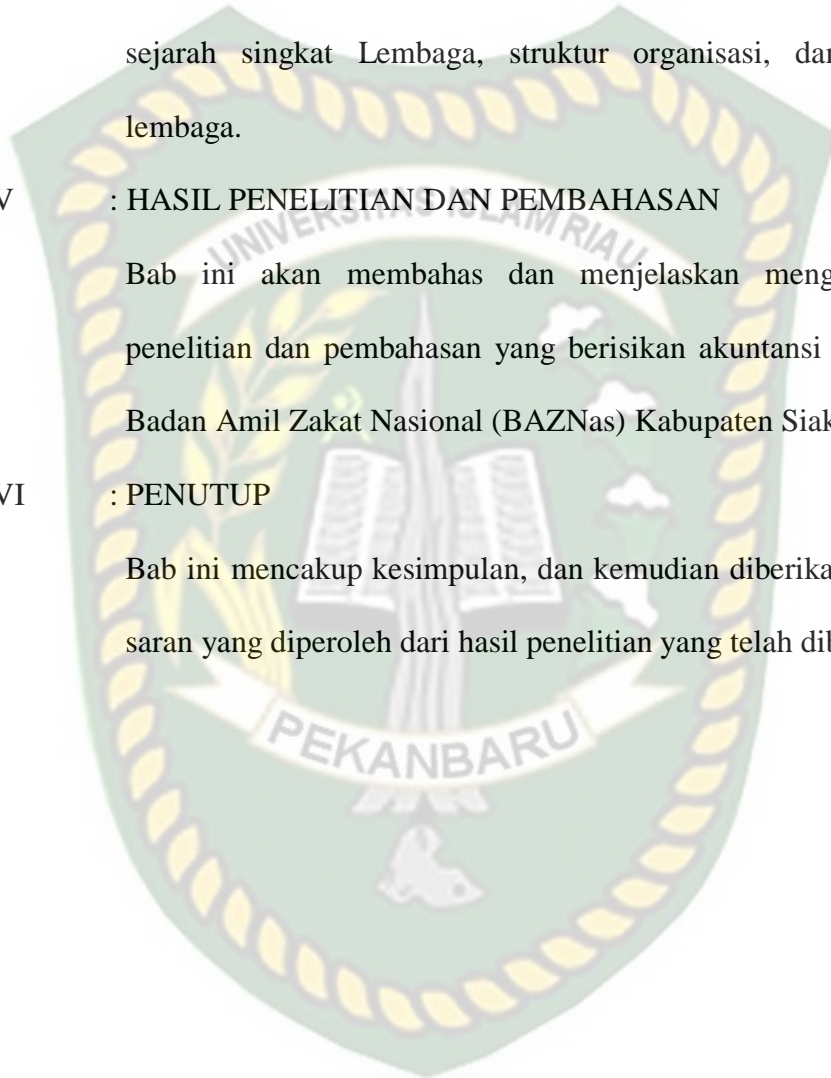 sejarah singkat Lembaga, struktur organisasi, dan
lembaga.
V : HASIL PENELITIAN DAN PEMBAHASAN
UNIVERSITAS ISLAM RIAU
Bab ini akan membahas dan menjelaskan meng
penelitian dan pembahasan yang berisikan akuntansi
Badan Amil Zakat Nasional (BAZNas) Kabupaten Siak
VI : PENUTUP
Bab ini mencakup kesimpulan, dan kemudian diberika
saran yang diperoleh dari hasil penelitian yang telah dib
PEKANBARU